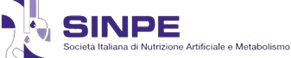 SINPE
Società Italiana di Nutrizione Artificiale e Metabolismo